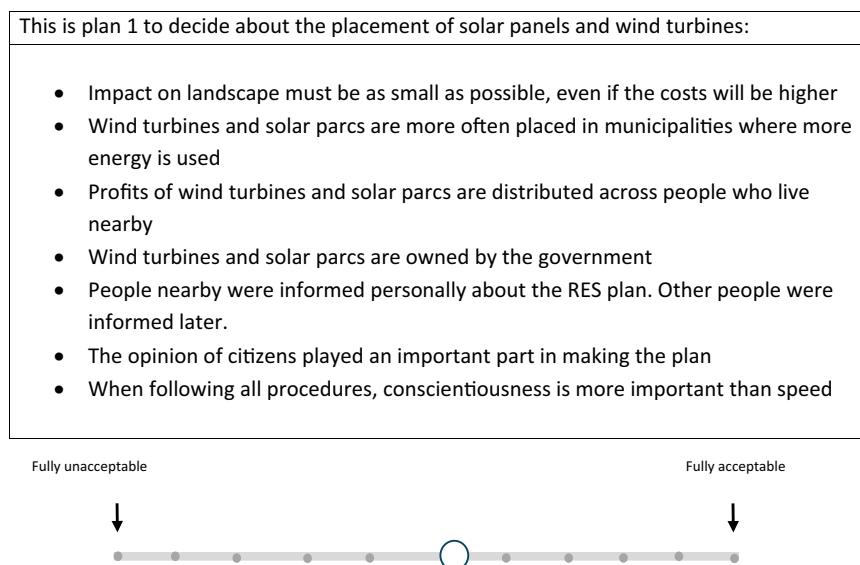 This is plan 1 to decide about the placement of solar panels and wind turbines:
• Impact on landscape must be as small as possible, even if the costs will be higher
• Wind turbines and solar parcs are more often placed in municipalities where more
energy is used
• Profits of wind turbines and solar parcs are distributed across people who live
nearby
• Wind turbines and solar parcs are owned by the government
• People nearby were informed personally about the RES plan. Other people were
informed later.
• The opinion of citizens played an important part in making the plan
• When following all procedures, conscientiousness is more important than speed
Fully unacceptable
Fully acceptable